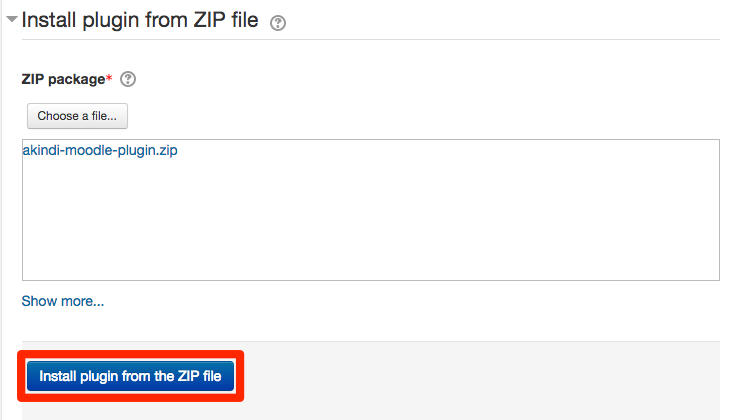 Install plugin from ZIP file ?
ZIP package* ?
Choose a file...
akindi-moodle-plugin.zip
Show more...
Install plugin from the ZIP file